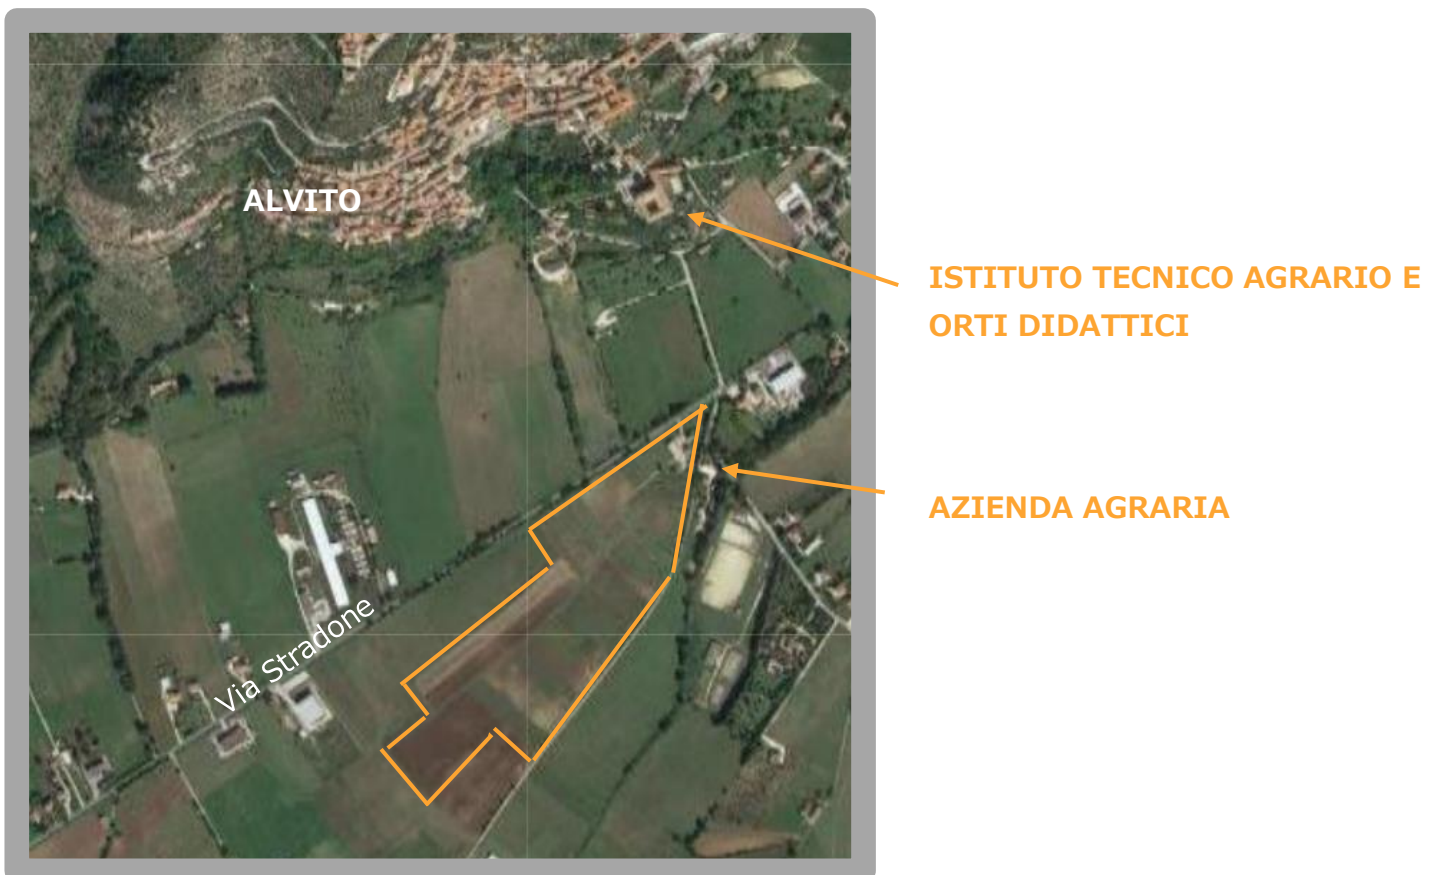 ALVITO
ISTITUTO TECNICO AGRARIO E
ORTI DIDATTICI
AZIENDA AGRARIA
Via Stradone